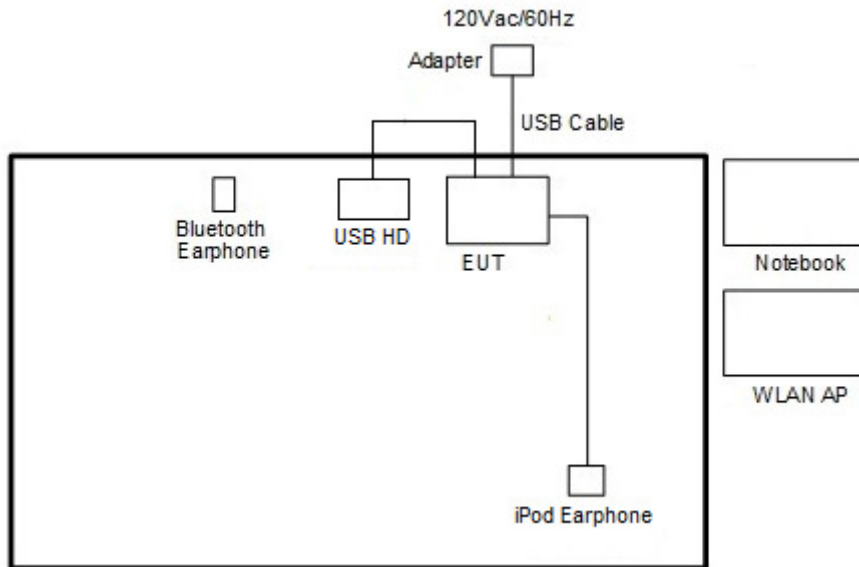 120Vac/60Hz
Adapter
USB Cable
Bluetooth
Earphone
USB HD
EUT
Notebook
WLAN AP
iPod Earphone